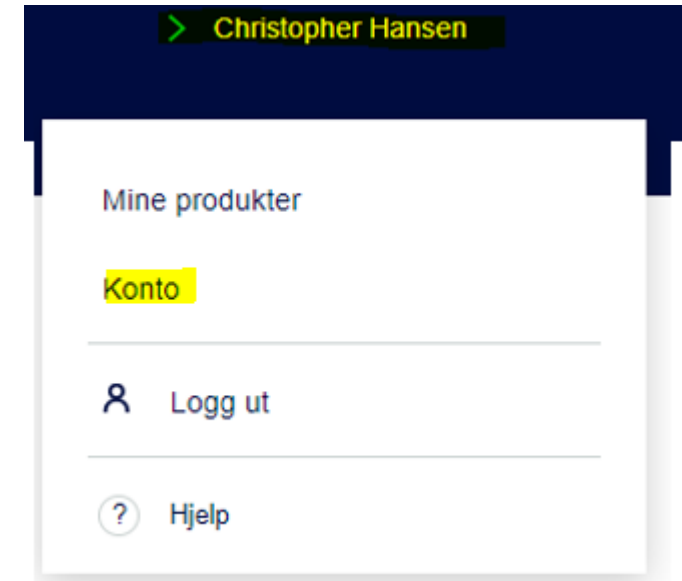 Christopher Hansen
Mine produkter
Konto
Logg ut
? Hjelp